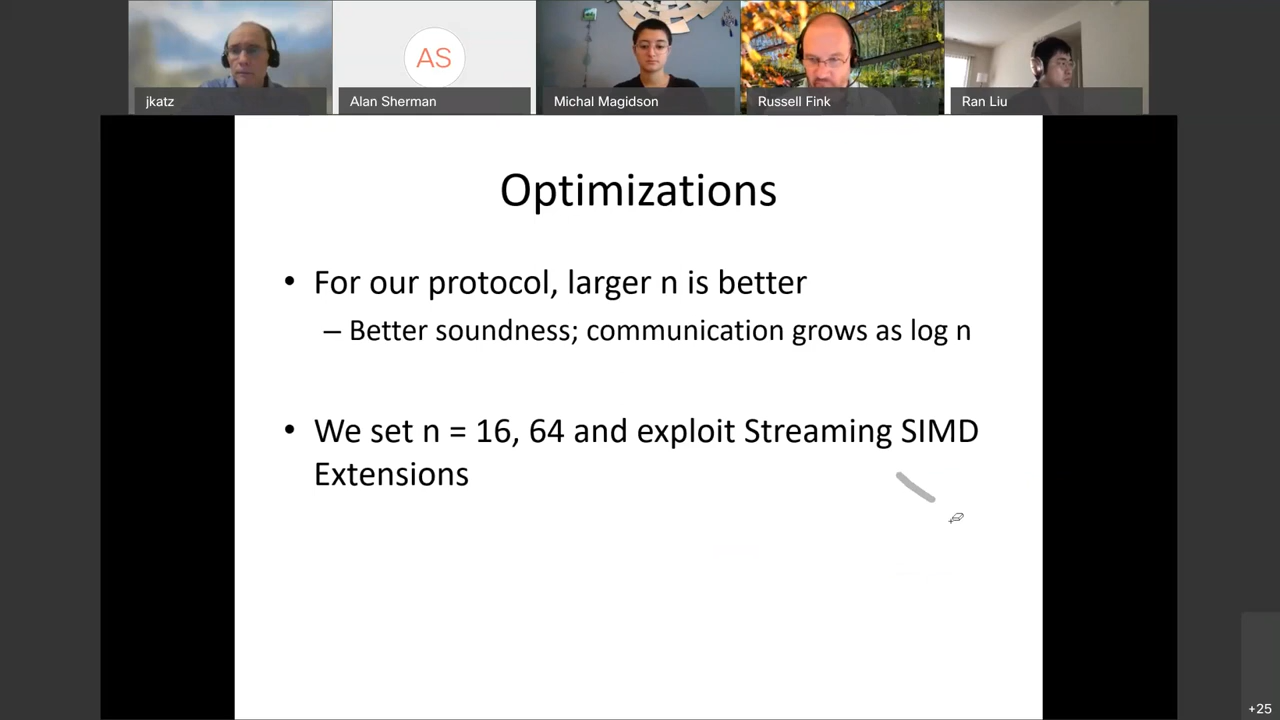 AS
jkatz
Alan Sherman
Michal Magidson
Russell Fink
Ran Liu
Optimizations
• For our protocol, larger n is better
– Better soundness; communication grows as log n
• We set n = 16, 64 and exploit Streaming SIMD
Extensions
+25